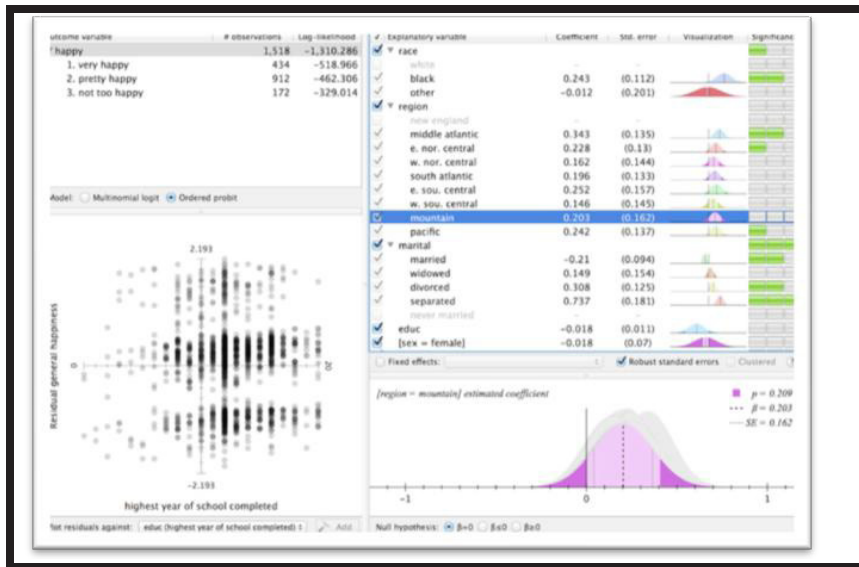 outcome variable # observations Log-likelihood
happy 1,518 −1,310.286
1. very happy 434 −518.966
2. pretty happy 912 −462.306
3. not too happy 172 −329.014
Model: Multinomial logit Ordered probit
2.193
Residual general happiness
0
20
−2.193
highest year of school completed
residuals against: educ (highest year of school completed) Add
Explanatory variable Coefficient Std. error Visualization Significance
race
white - -
black 0.243 (0.112)
other −0.012 (0.201)
region
new england - -
middle atlantic 0.343 (0.135)
e. nor. central 0.228 (0.13)
w. nor. central 0.162 (0.144)
south atlantic 0.196 (0.133)
e. sou. central 0.252 (0.157)
w. sou. central 0.146 (0.145)
mountain 0.203 (0.162)
pacific 0.242 (0.137)
marital
married −0.21 (0.094)
widowed 0.149 (0.154)
divorced 0.308 (0.125)
separated 0.737 (0.181)
never married - -
educ −0.018 (0.011)
[sex = female] −0.018 (0.07)
Fixed effects: Robust standard errors Clustered
[region = mountain] estimated coefficient
p = 0.209
β = 0.203
SE = 0.162
−1 0 1
Null hypothesis: β=0 β≤0 β≥0